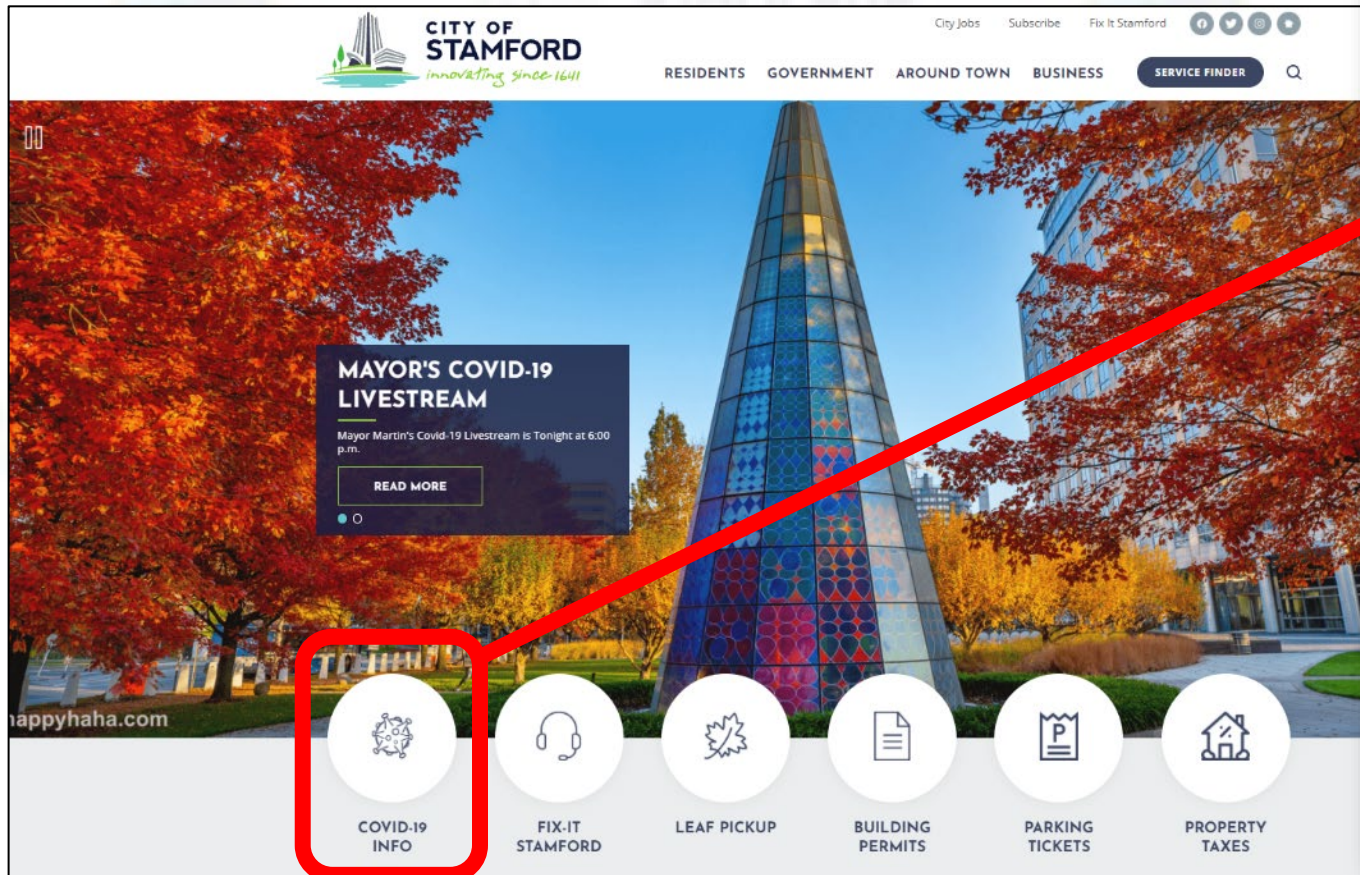 CITY OF
STAMFORD
innovating since 1641
City Jobs Subscribe Fix It Stamford
RESIDENTS GOVERNMENT AROUND TOWN BUSINESS SERVICE FINDER
MAYOR'S COVID-19
LIVESTREAM
Mayor Martin's Covid-19 Livestream is Tonight at 6:00
p.m.
READ MORE
happyhaha.com
COVID-19
INFO
FIX-IT
STAMFORD
LEAF PICKUP
BUILDING
PERMITS
P
PARKING
TICKETS
%
PROPERTY
TAXES